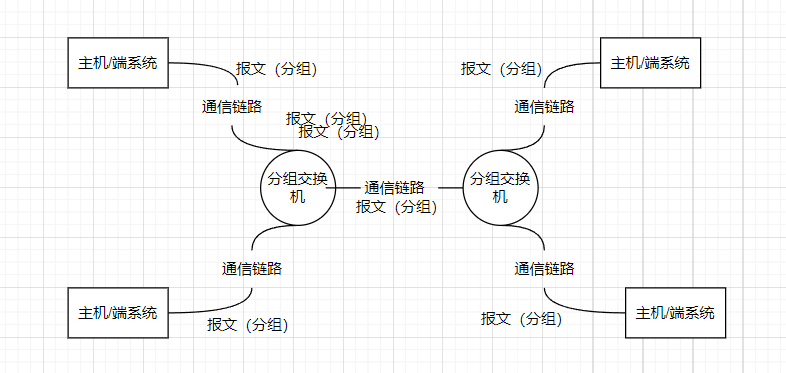 主机/端系统
报文（分组）
报文（分组）
主机/端系统
通信链路
通信链路
报文（分组）
报文（分组）
分组交换
机
通信链路
分组交换
机
报文（分组）
通信链路
通信链路
主机/端系统
报文（分组）
报文（分组）
主机/端系统